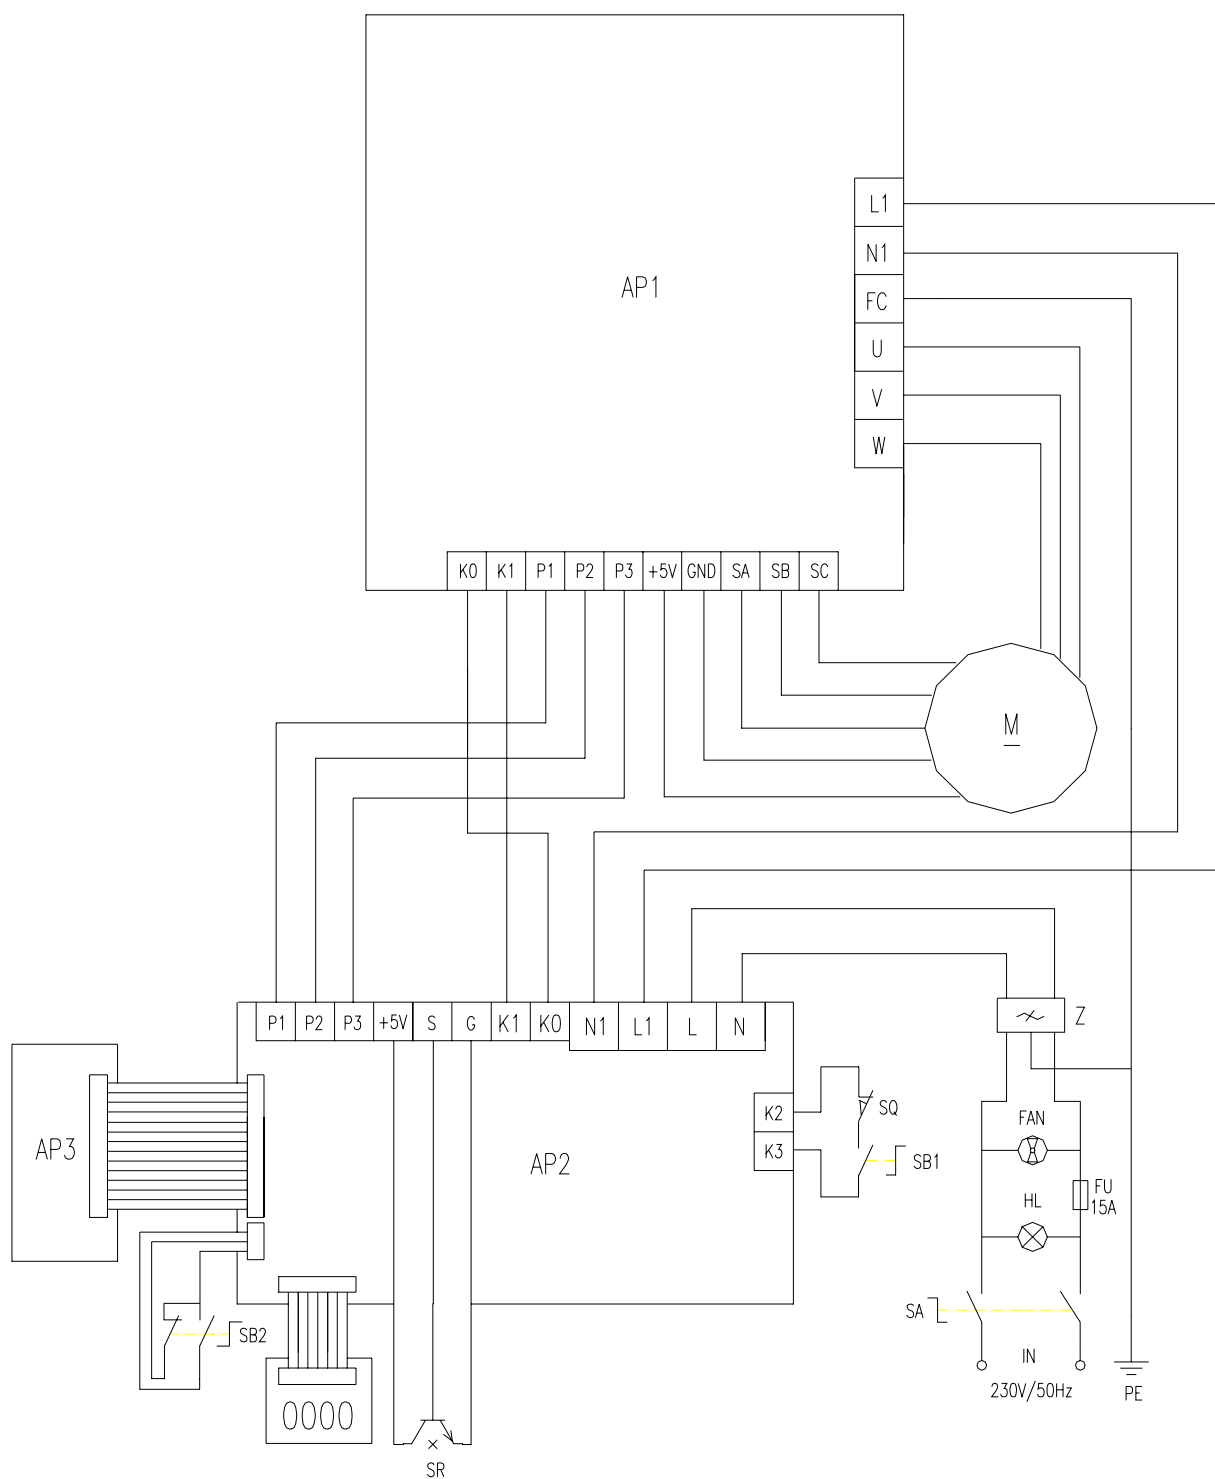 L1
N1
AP1
FC
U
V
W
K0 K1 P1 P2 P3 +5V GND SA SB SC
M
P1 P2 P3 +5V S G K1 K0 N1 L1 L N
Z
K2
SQ
FAN
AP3
K3
SB1
AP2
FU
HL
15A
SA
SB2
IN
230V/50Hz
PE
0000
SR